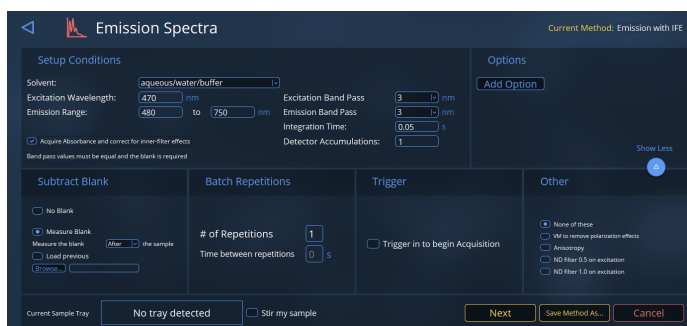 Emission Spectra
Current Method: Emission with IFE
Setup Conditions
Options
Solvent: aqueous/water/buffer
Add Option
Excitation Wavelength: 470 nm Excitation Band Pass 3 nm
Emission Range: 480 to 750 nm Emission Band Pass 3 nm
Integration Time: 0.05 s
Acquire Absorbance and correct for inner-filter effects Detector Accumulations: 1
Show Less
Band pass values must be equal and the blank is required
Subtract Blank
Batch Repetitions
Trigger
Other
No Blank
Measure Blank
Measure the blank After the sample
Load previous
Browse...
# of Repetitions 1
Time between repetitions 0 s
Trigger in to begin Acquisition
None of these
VM to remove polarization effects
Anisotropy
ND filter 0.5 on excitation
ND filter 1.0 on excitation
Current Sample Tray No tray detected Stir my sample Next Save Method As... Cancel